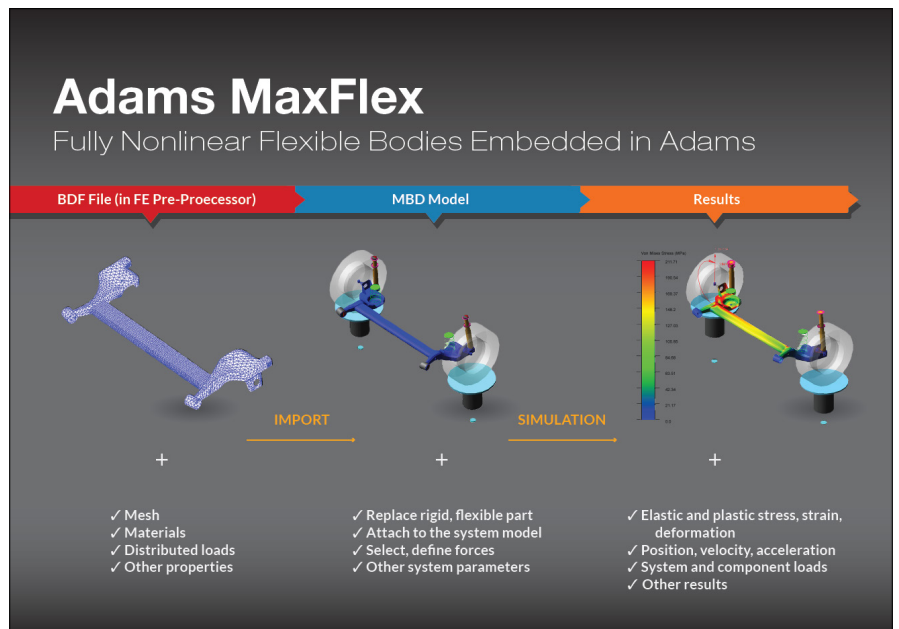 Adams MaxFlex
Fully Nonlinear Flexible Bodies Embedded in Adams
BDF File (in FE Pre-Proecessor)
MBD Model
Results
IMPORT
SIMULATION
+
+
+
✓ Mesh
✓ Materials
✓ Distributed loads
✓ Other properties
✓ Replace rigid, flexible part
✓ Attach to the system model
✓ Select, define forces
✓ Other system parameters
✓ Elastic and plastic stress, strain,
deformation
✓ Position, velocity, acceleration
✓ System and component loads
✓ Other results